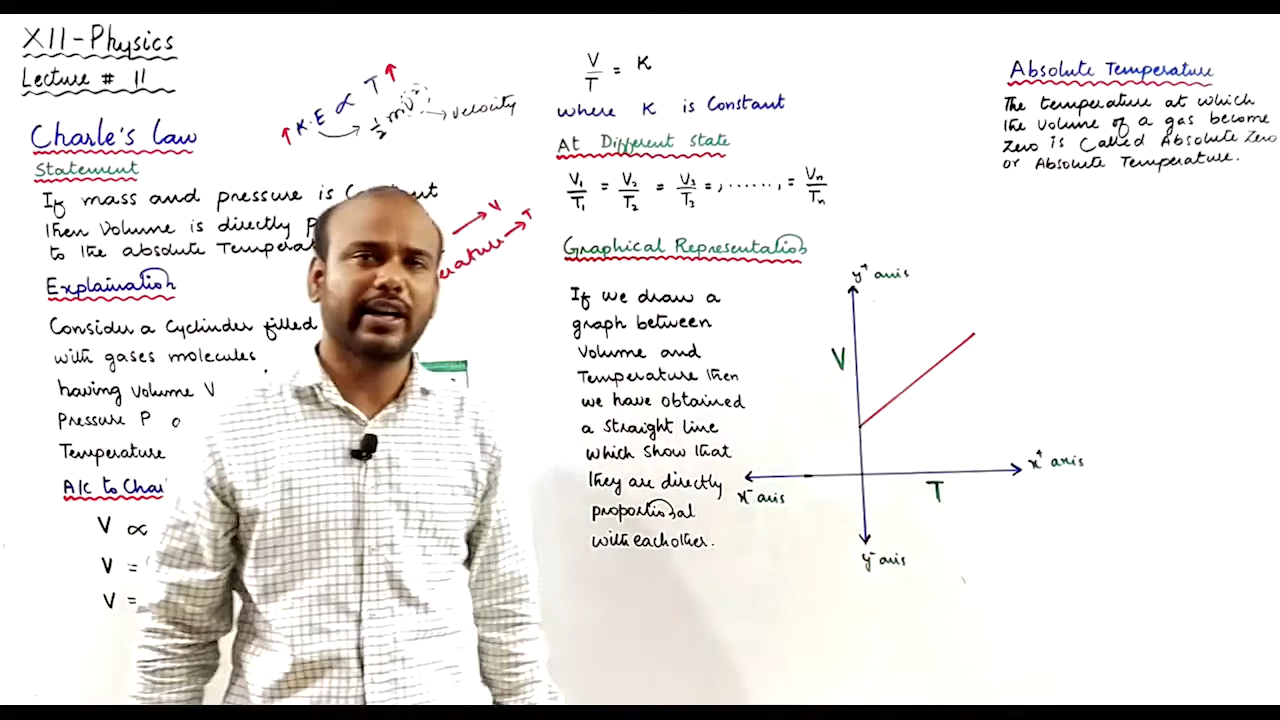 XII-Physics
Lecture # 11
Charle's Law
Statement
If mass and pressure is Constant
then Volume is directly
to the absolute
Explaination
Consider a Cylinder filled
with gases molecules
having volume V
Pressure P
Temperature
A/c to
V ∝
V =
V =
↑ K.E ∝ T ↑
½ mv² → velocity
→ V
→ T
V/T = K
where K is Constant
At Different State
V1/T1 = V2/T2 = V3/T3 =, ......, = Vn/Tn
Graphical Representation
If we draw a
graph between
Volume and
Temperature then
we have obtained
a straight line
which show that
they are directly
proportional
with each other.
y⁺ axis
V
x⁺ axis
x⁻ axis
T
y⁻ axis
Absolute Temperature
The temperature at which
the volume of a gas become
Zero is Called Absolute Zero
or Absolute Temperature.